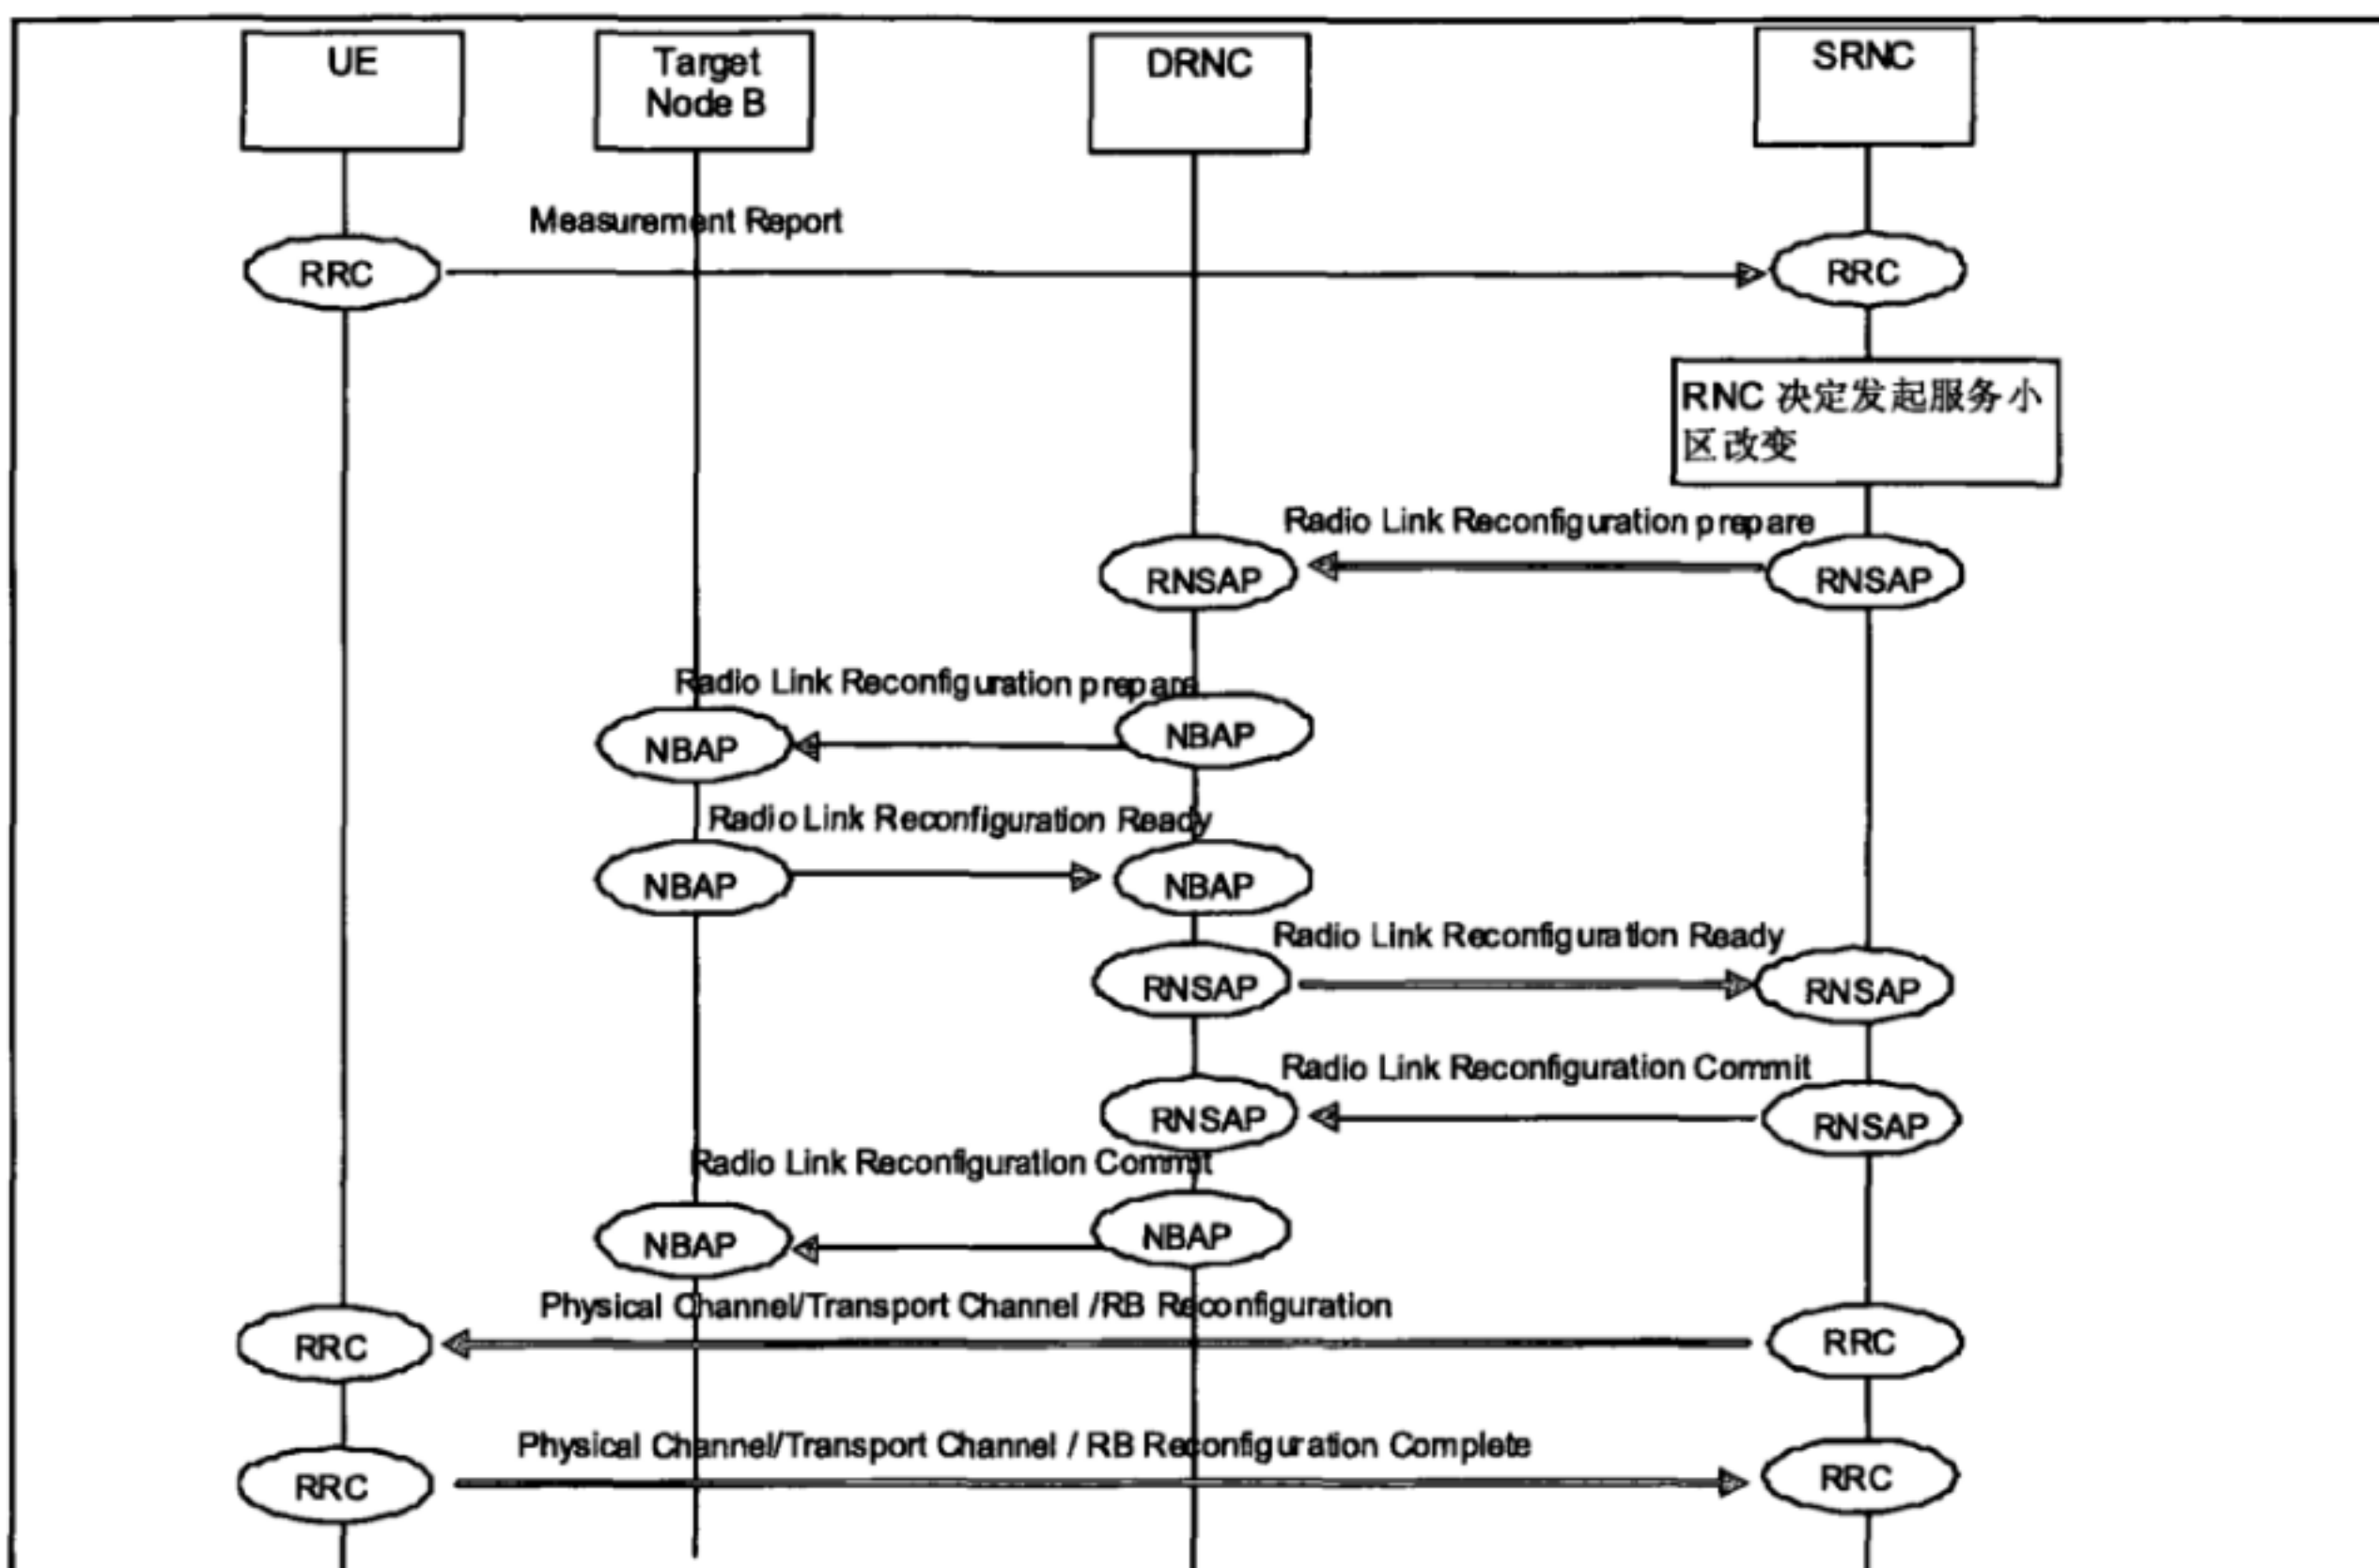 UE
Target
Node B
DRNC
SRNC
Measurement Report
RRC
RRC
RNC 决定发起服务小
区改变
Radio Link Reconfiguration prepare
RNSAP
RNSAP
Radio Link Reconfiguration prepare
NBAP
NBAP
Radio Link Reconfiguration Ready
NBAP
NBAP
Radio Link Reconfiguration Ready
RNSAP
RNSAP
Radio Link Reconfiguration Commit
RNSAP
RNSAP
Radio Link Reconfiguration Commit
NBAP
NBAP
Physical Channel/Transport Channel /RB Reconfiguration
RRC
RRC
Physical Channel/Transport Channel / RB Reconfiguration Complete
RRC
RRC